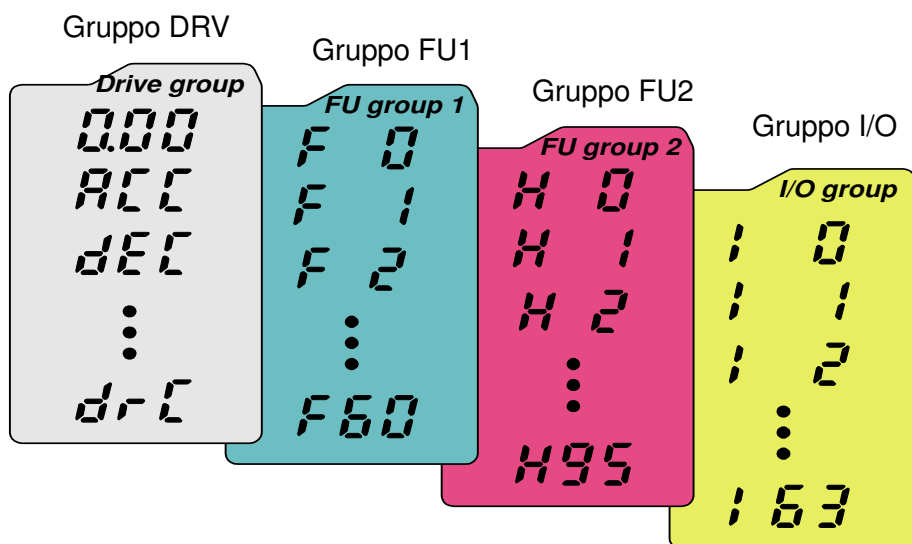 Gruppo DRV
Drive group
0.00
ACC
dEC
drC
Gruppo FU1
FU group 1
F 0
F 1
F 2
F60
Gruppo FU2
FU group 2
H 0
H 1
H 2
H95
Gruppo I/O
I/O group
I 0
I 1
I 2
I 63